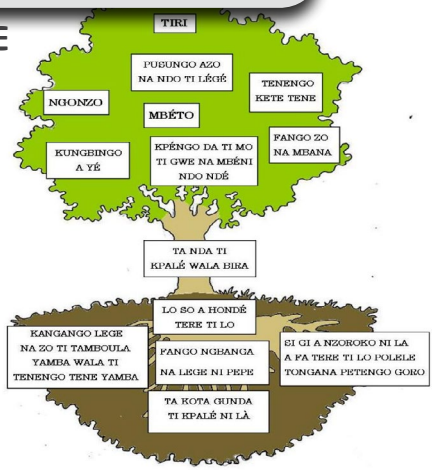 E
TIRI
PUSUNGO AZO
NA NDO TI LÉGÉ
TENENGO
KETE TENE
NGONZO
MBÉTO
FANGO ZO
NA MBANA
KUNGBINGO
A YÉ
KPÉNGO DA TI MO
TI GWE NA MBÉNI
NDO NDÉ
TA NDA TI
KPALÉ WALA BIRA
LO SO A HONDÉ
TERE TI LO
KANGANGO LEGE
NA ZO TI TAMBOULA
YAMBA WALA TI
TENENGO TENE YAMBA
FANGO NGBANGA
NA LEGE NI PEPE
SI GI A NZOROKO NI LA
A FA TERE TI LO POLELE
TONGANA PETENGO GORO
TA KOTA GUNDA
TI KPALÉ NI LÀ